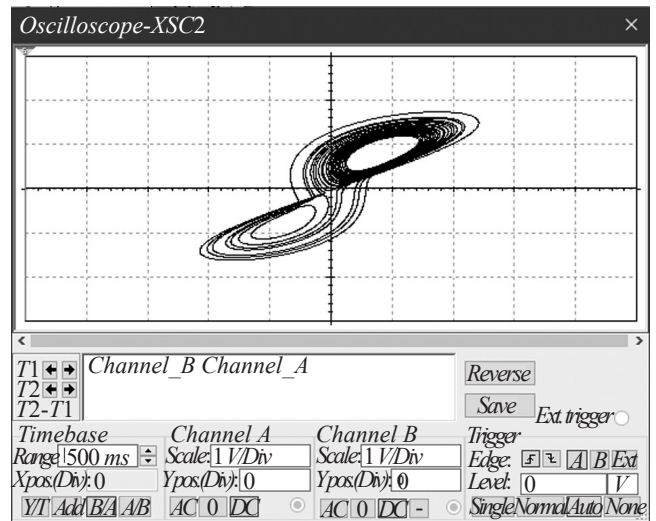 Oscilloscope-XSC2 ×
T1 Channel_B Channel_A
T2
T2-T1
Reverse
Save
Ext.trigger
Timebase
Range: 500 ms
Xpos.(Div): 0
Y/T Add B/A A/B
Channel A
Scale: 1 V/Div
Ypos.(Div): 0
AC 0 DC
Channel B
Scale: 1 V/Div
Ypos.(Div): 0
AC 0 DC -
Trigger
Edge: A B Ext
Level: 0 V
Single Normal Auto None